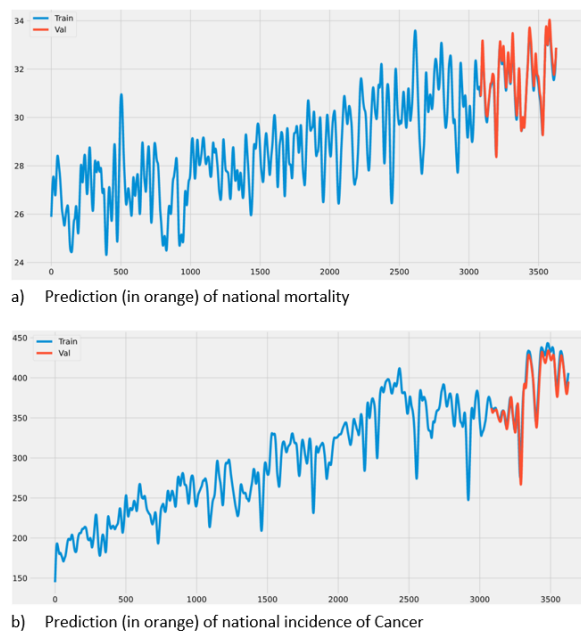 34
Train
Val
32
30
28
26
24
0 500 1000 1500 2000 2500 3000 3500
a) Prediction (in orange) of national mortality
450
Train
Val
400
350
300
250
200
150
0 500 1000 1500 2000 2500 3000 3500
b) Prediction (in orange) of national incidence of Cancer